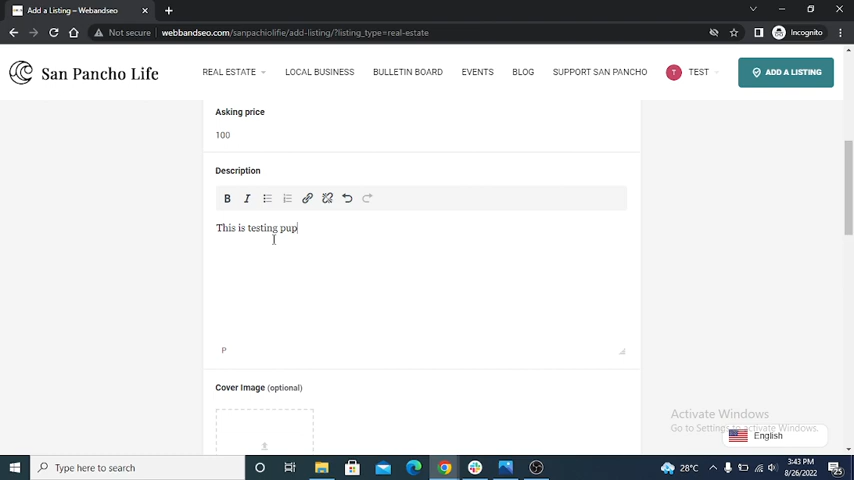 Add a Listing – Webandseo
Not secure webbandseo.com/sanpachiolifie/add-listing/?listing_type=real-estate
Incognito
San Pancho Life
REAL ESTATE
LOCAL BUSINESS
BULLETIN BOARD
EVENTS
BLOG
SUPPORT SAN PANCHO
T TEST
ADD A LISTING
Asking price
100
Description
B I
This is testing pup
P
Cover Image (optional)
Activate Windows
Go to Settings to activate Windows.
English
Type here to search
28°C
3:43 PM
8/26/2022
25